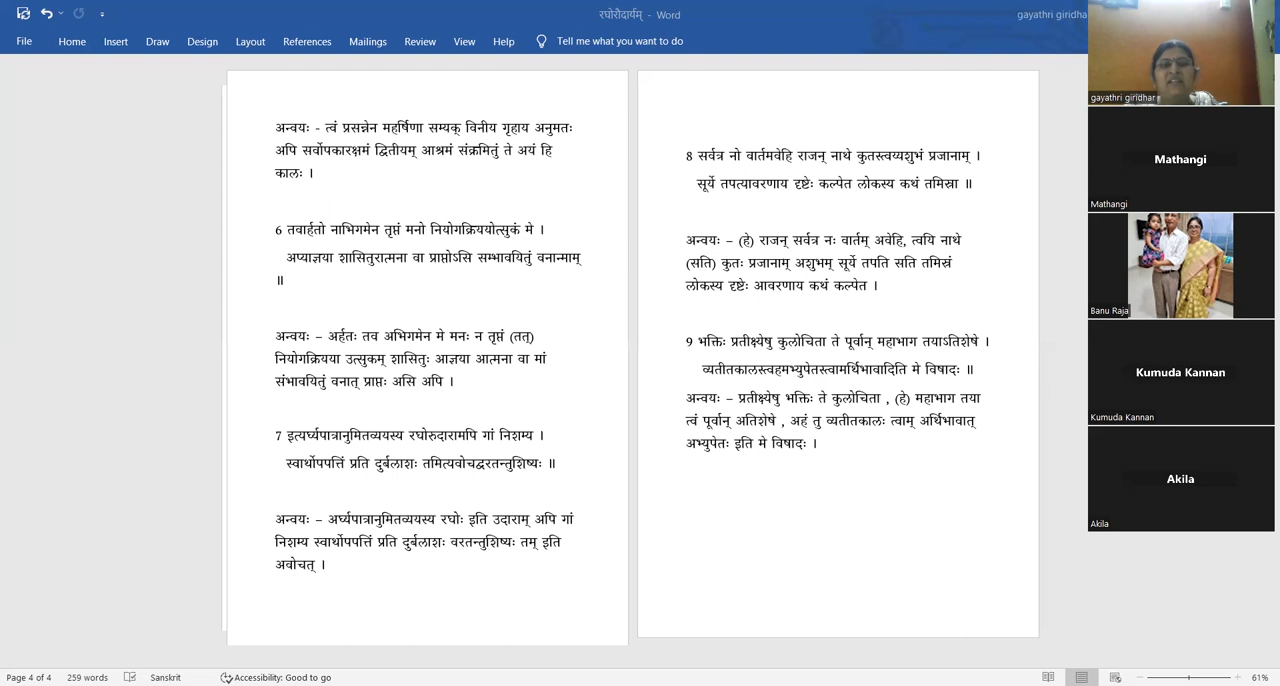 रघोरौदार्यम् - Word
gayathri giridha
File Home Insert Draw Design Layout References Mailings Review View Help Tell me what you want to do
अन्वयः - त्वं प्रसन्नेन महर्षिणा सम्यक् विनीय गृहाय अनुमतः
अपि सर्वोपकारक्षमं द्वितीयम् आश्रमं संक्रमितुं ते अयं हि
कालः ।
6 तवार्हतो नाभिगमेन तृप्तं मनो नियोगक्रिययोत्सुकं मे ।
अप्याज्ञया शासितुरात्मना वा प्राप्तोऽसि सम्भावयितुं वनान्माम्
॥
अन्वयः – अर्हतः तव अभिगमेन मे मनः न तृप्तं (तत्)
नियोगक्रियया उत्सुकम् शासितुः आज्ञया आत्मना वा मां
संभावयितुं वनात् प्राप्तः असि अपि ।
7 इत्यर्घ्यपात्रानुमितव्ययस्य रघोरुदारामपि गां निशम्य ।
स्वार्थोपपत्तिं प्रति दुर्बलाशः तमित्यवोचद्वरतन्तुशिष्यः ॥
अन्वयः – अर्घ्यपात्रानुमितव्ययस्य रघोः इति उदाराम् अपि गां
निशम्य स्वार्थोपपत्तिं प्रति दुर्बलाशः वरतन्तुशिष्यः तम् इति
अवोचत् ।
8 सर्वत्र नो वार्तमवेहि राजन् नाथे कुतस्त्वय्यशुभं प्रजानाम् ।
सूर्ये तपत्यावरणाय दृष्टेः कल्पेत लोकस्य कथं तमिस्रा ॥
अन्वयः – (हे) राजन् सर्वत्र नः वार्तम् अवेहि, त्वयि नाथे
(सति) कुतः प्रजानाम् अशुभम् सूर्ये तपति सति तमिस्रं
लोकस्य दृष्टेः आवरणाय कथं कल्पेत ।
9 भक्तिः प्रतीक्ष्येषु कुलोचिता ते पूर्वान् महाभाग तयाऽतिशेषे ।
व्यतीतकालस्त्वहमभ्युपेतस्त्वामर्थिभावादिति मे विषादः ॥
अन्वयः – प्रतीक्ष्येषु भक्तिः ते कुलोचिता , (हे) महाभाग तया
त्वं पूर्वान् अतिशेषे , अहं तु व्यतीतकालः त्वाम् अर्थिभावात्
अभ्युपेतः इति मे विषादः ।
gayathri giridhar
Mathangi
Mathangi
Banu Raja
Kumuda Kannan
Kumuda Kannan
Akila
Akila
Page 4 of 4 259 words Sanskrit Accessibility: Good to go 61%